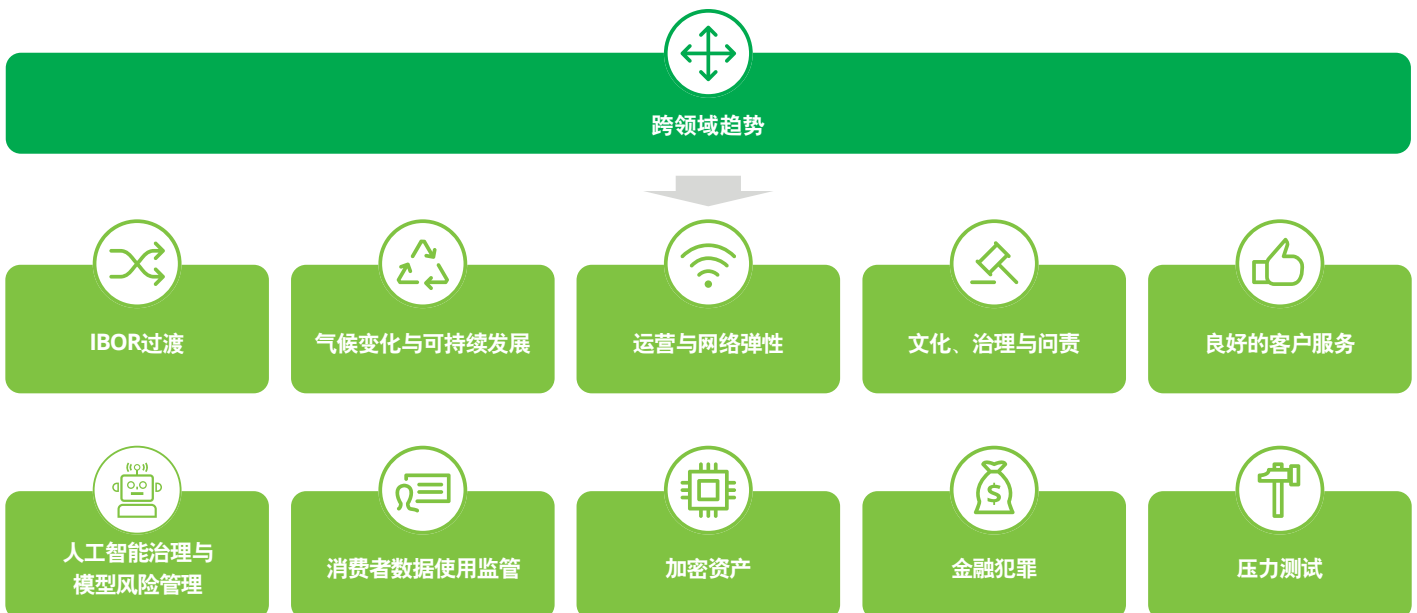 跨领域趋势
IBOR过渡
气候变化与可持续发展
运营与网络弹性
文化、治理与问责
良好的客户服务
人工智能治理与
模型风险管理
消费者数据使用监管
加密资产
$
金融犯罪
压力测试